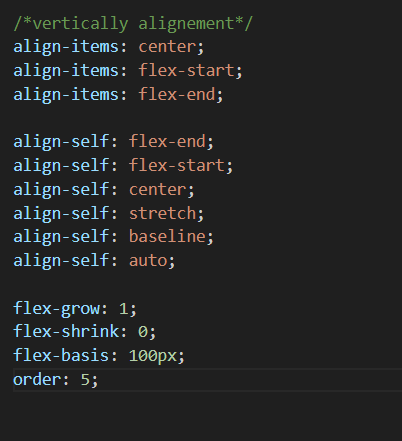 /*vertically alignement*/
align-items: center;
align-items: flex-start;
align-items: flex-end;
align-self: flex-end;
align-self: flex-start;
align-self: center;
align-self: stretch;
align-self: baseline;
align-self: auto;
flex-grow: 1;
flex-shrink: 0;
flex-basis: 100px;
order: 5;